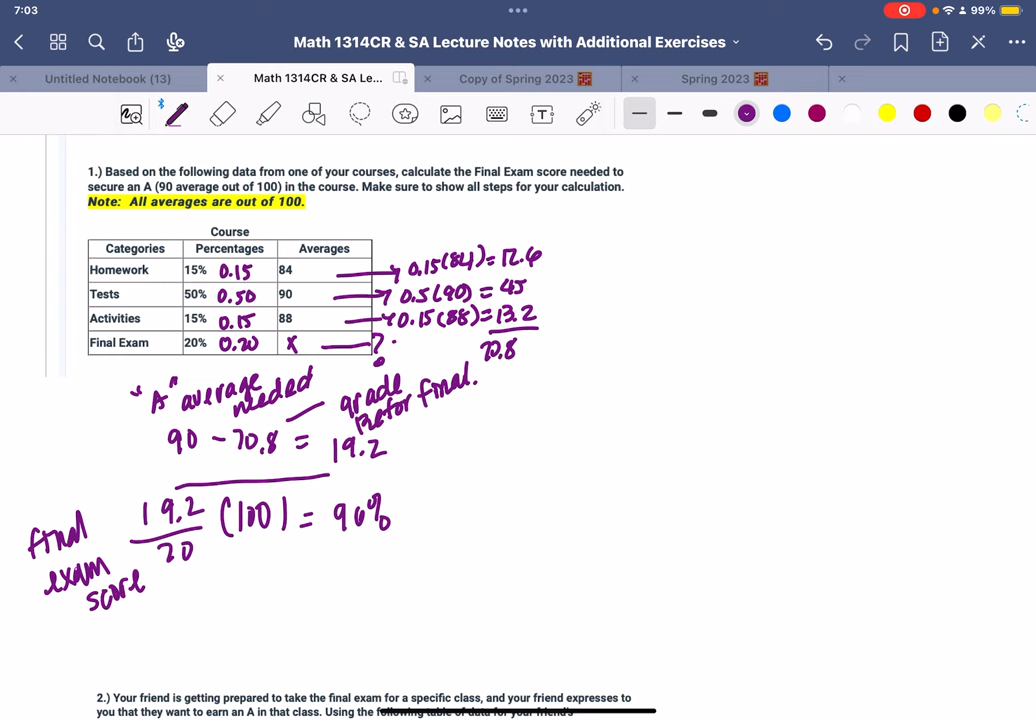 7:03
99%
Math 1314CR & SA Lecture Notes with Additional Exercises
Untitled Notebook (13)
Math 1314CR & SA Le...
Copy of Spring 2023
Spring 2023
1.) Based on the following data from one of your courses, calculate the Final Exam score needed to
secure an A (90 average out of 100) in the course. Make sure to show all steps for your calculation.
Note: All averages are out of 100.
Course
Categories Percentages Averages
Homework 15% 0.15 84 0.15(84)=12.6
Tests 50% 0.50 90 0.5(90) = 45
Activities 15% 0.15 88 0.15(88)=13.2
Final Exam 20% 0.20 x ?
70.8
"A" average needed
grade befor final.
90 - 70.8 = 19.2
final exam score
19.2
20
(100) = 96%
2.) Your friend is getting prepared to take the final exam for a specific class, and your friend expresses to
you that they want to earn an A in that class. Using the following table of data for your friend's